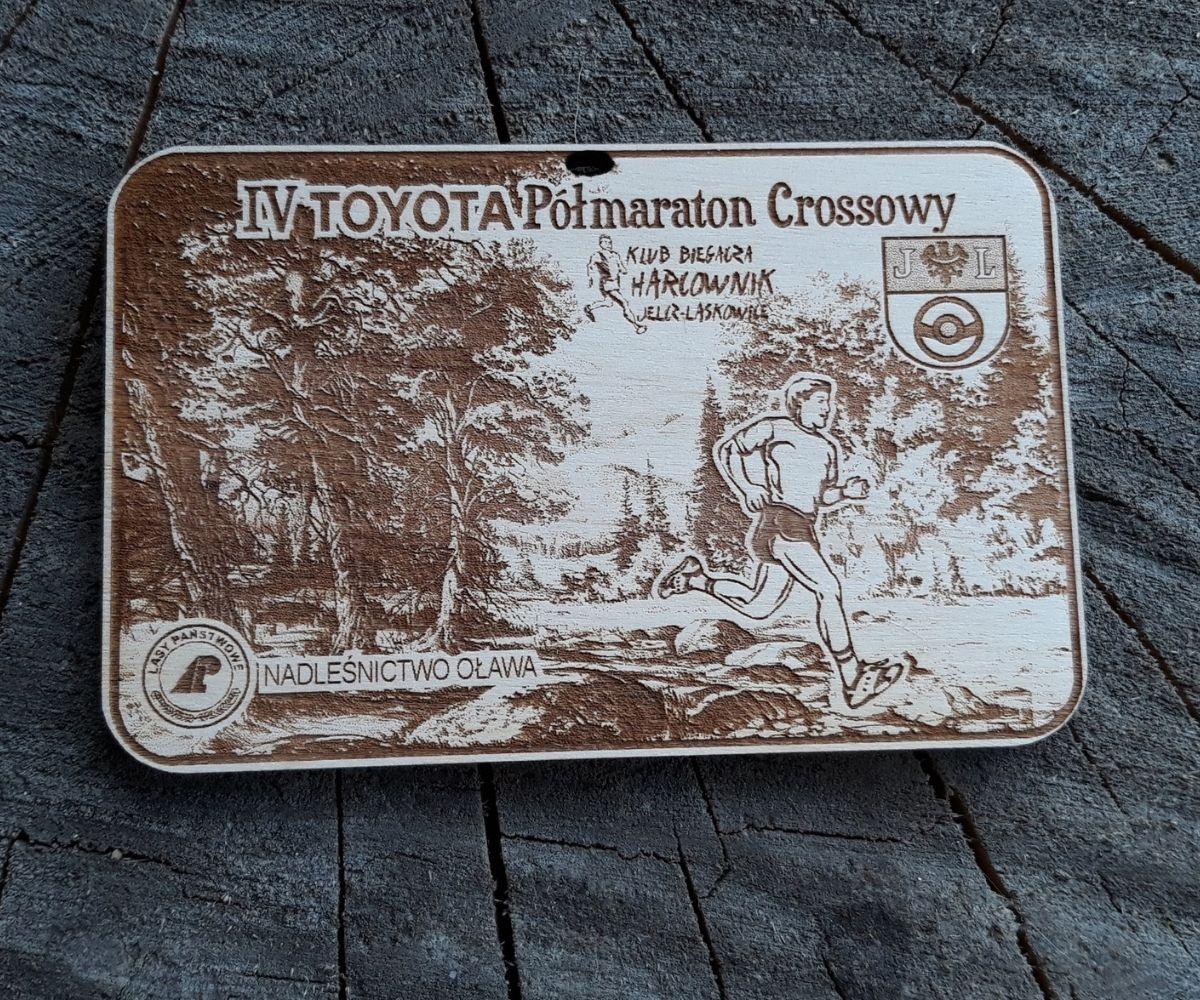 IV TOYOTA Półmaraton Crossowy
KLUB BIEGACZA
HARCOWNIK
JELCZ-LASKOWICE
J L
LASY PAŃSTWOWE
NADLEŚNICTWO OŁAWA